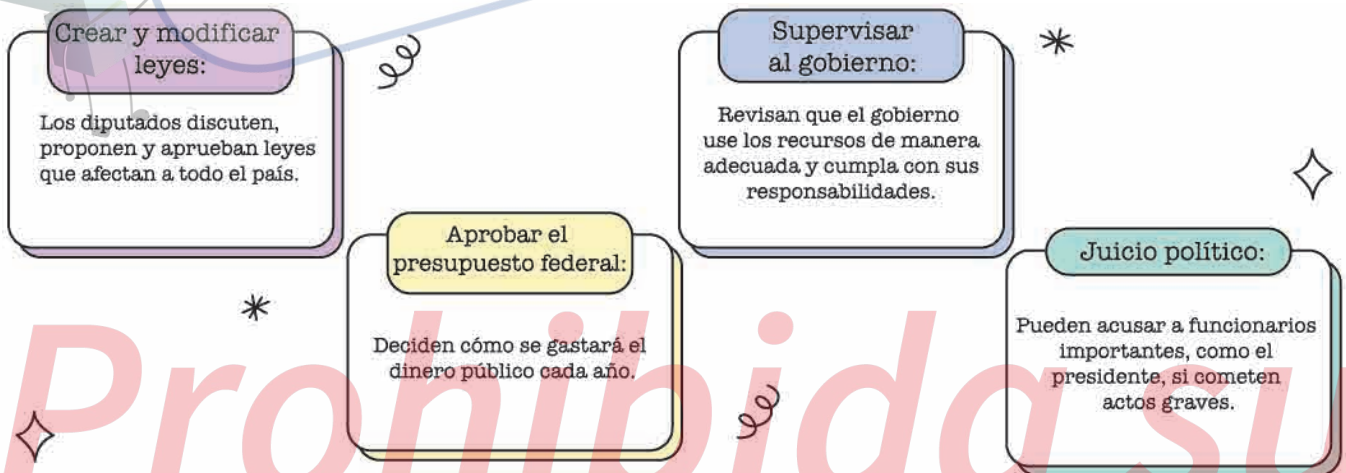 Crear y modificar
leyes:
Los diputados discuten,
proponen y aprueban leyes
que afectan a todo el país.
Aprobar el
presupuesto federal:
Deciden cómo se gastará el
dinero público cada año.
Supervisar
al gobierno:
Revisan que el gobierno
use los recursos de manera
adecuada y cumpla con sus
responsabilidades.
Juicio político:
Pueden acusar a funcionarios
importantes, como el
presidente, si cometen
actos graves.
Prohibida su